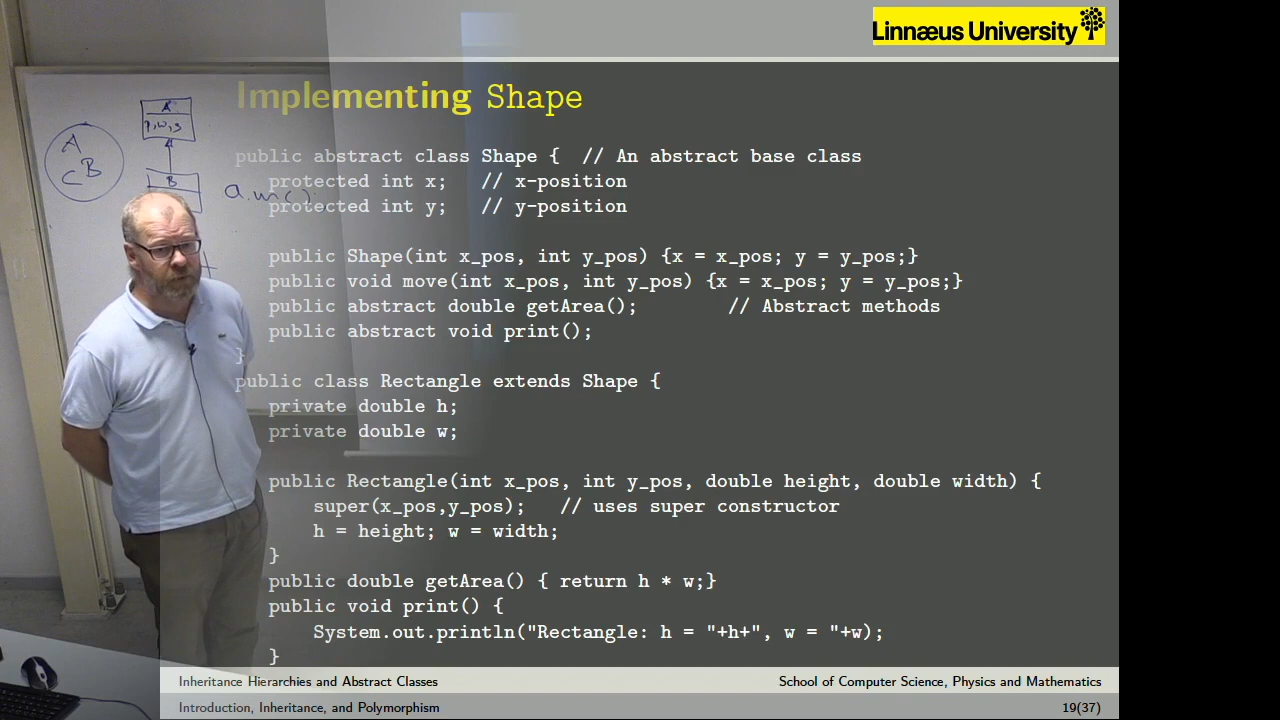 Linnæus University
Implementing Shape
public abstract class Shape {  // An abstract base class
   protected int x;   // x-position
   protected int y;   // y-position
   public Shape(int x_pos, int y_pos) {x = x_pos; y = y_pos;}
   public void move(int x_pos, int y_pos) {x = x_pos; y = y_pos;}
   public abstract double getArea();        // Abstract methods
   public abstract void print();
}
public class Rectangle extends Shape {
   private double h;
   private double w;
   public Rectangle(int x_pos, int y_pos, double height, double width) {
       super(x_pos,y_pos);   // uses super constructor
       h = height; w = width;
   }
   public double getArea() { return h * w;}
   public void print() {
       System.out.println("Rectangle: h = "+h+", w = "+w);
   }
A
B
C
A
B
Inheritance Hierarchies and Abstract Classes
School of Computer Science, Physics and Mathematics
Introduction, Inheritance, and Polymorphism
19(37)